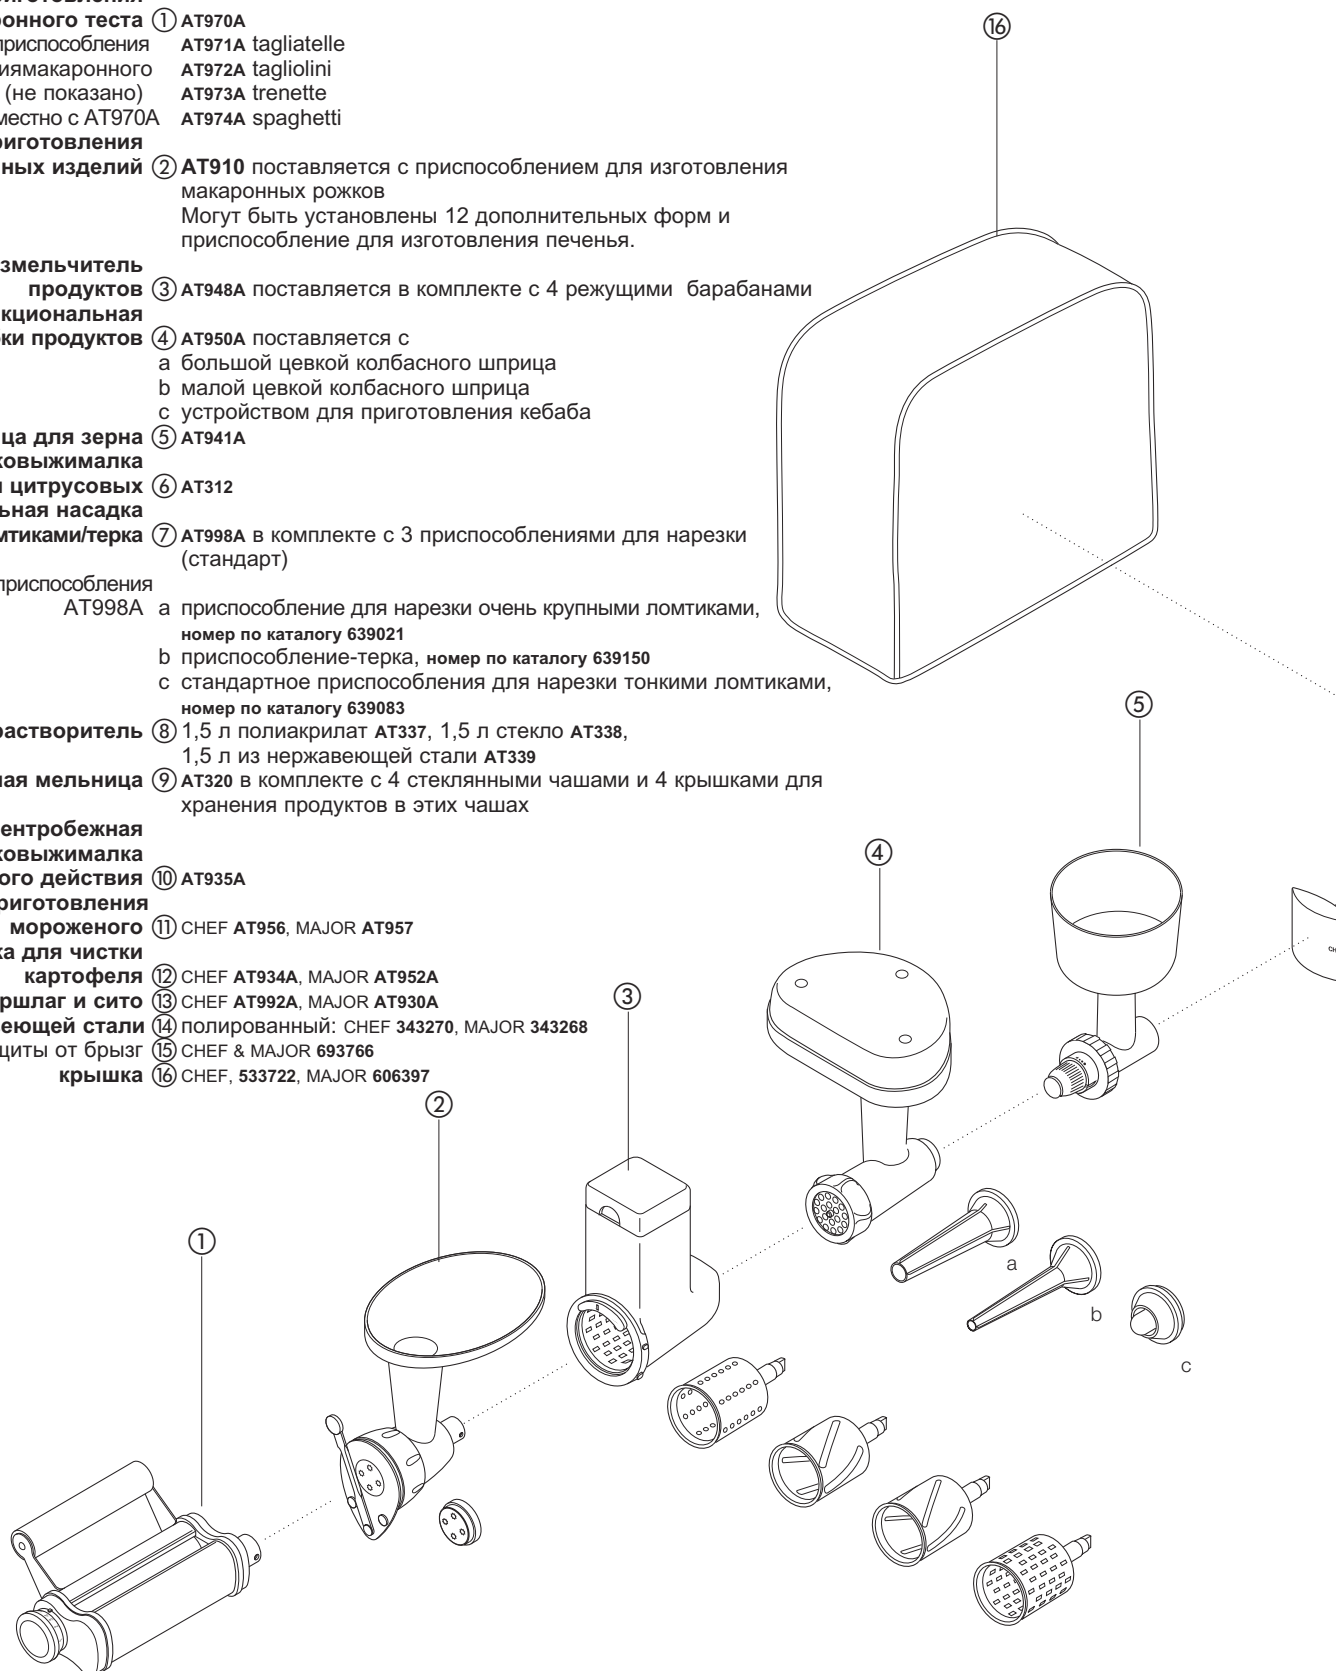 онного теста ① AT970A
приспособления AT971A tagliatelle
иямакаронного AT972A tagliolini
(не показано) AT973A trenette
местно с AT970A AT974A spaghetti
риготовления
ных изделий ② AT910 поставляется с приспособлением для изготовления
макаронных рожков
Могут быть установлены 12 дополнительных форм и
приспособление для изготовления печенья.
змельчитель
продуктов ③ AT948A поставляется в комплекте с 4 режущими барабанами
кциональная
ки продуктов ④ AT950A поставляется с
a большой цевкой колбасного шприца
b малой цевкой колбасного шприца
c устройством для приготовления кебаба
ца для зерна ⑤ AT941A
ковыжималка
и цитрусовых ⑥ AT312
ьная насадка
мтиками/терка ⑦ AT998A в комплекте с 3 приспособлениями для нарезки
(стандарт)
приспособления
AT998A a приспособление для нарезки очень крупными ломтиками,
номер по каталогу 639021
b приспособление-терка, номер по каталогу 639150
c стандартное приспособления для нарезки тонкими ломтиками,
номер по каталогу 639083
растворитель ⑧ 1,5 л полиакрилат AT337, 1,5 л стекло AT338,
1,5 л из нержавеющей стали AT339
ная мельница ⑨ AT320 в комплекте с 4 стеклянными чашами и 4 крышками для
хранения продуктов в этих чашах
ентробежная
ковыжималка
ого действия ⑩ AT935A
риготовления
мороженого ⑪ CHEF AT956, MAJOR AT957
ка для чистки
картофеля ⑫ CHEF AT934A, MAJOR AT952A
ршлаг и сито ⑬ CHEF AT992A, MAJOR AT930A
еющей стали ⑭ полированный: CHEF 343270, MAJOR 343268
щиты от брызг ⑮ CHEF & MAJOR 693766
крышка ⑯ CHEF, 533722, MAJOR 606397
⑯
⑤
④
③
②
①
a
b
c
CH